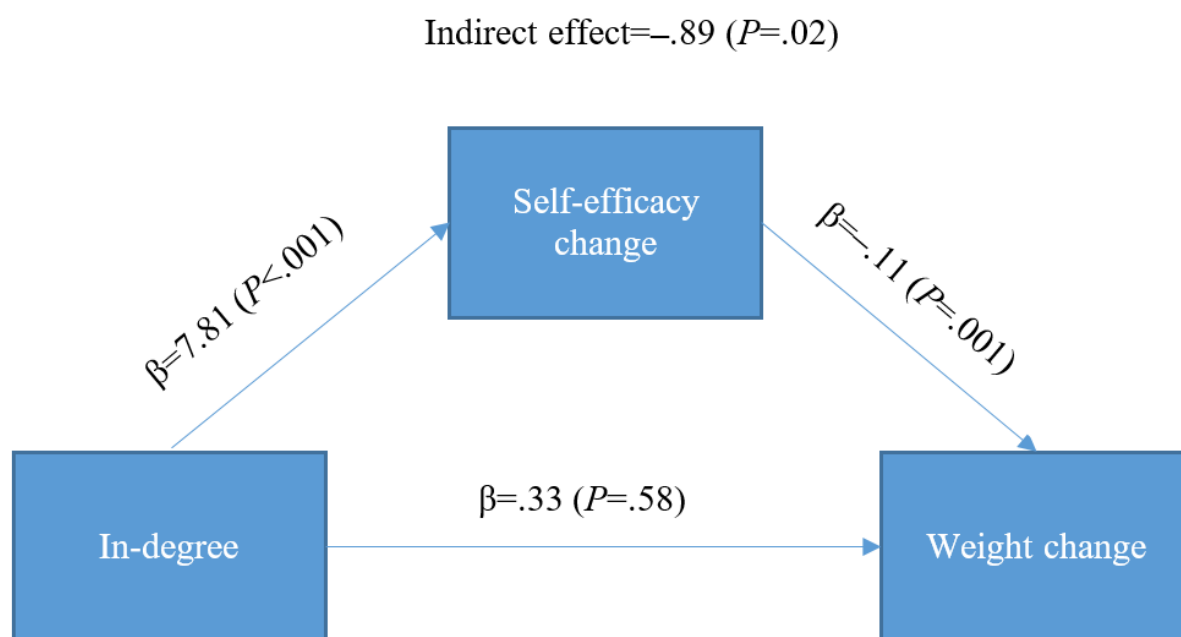 Indirect effect=–.89 (P=.02)
Self-efficacy
change
β=7.81 (P<.001)
β=–.11 (P=.001)
β=.33 (P=.58)
In-degree
Weight change